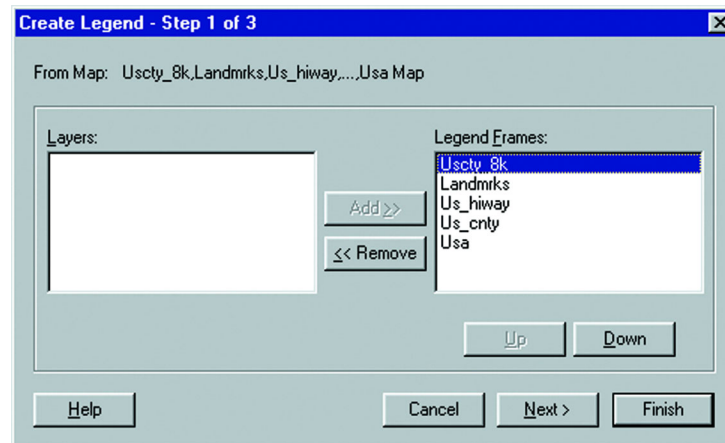 Create Legend - Step 1 of 3
From Map: Uscty_8k,Landmrks,Us_hiway,...,Usa Map
Layers:
Legend Frames:
Uscty_8k
Landmrks
Us_hiway
Us_cnty
Usa
Add >>
<< Remove
Up
Down
Help
Cancel
Next >
Finish